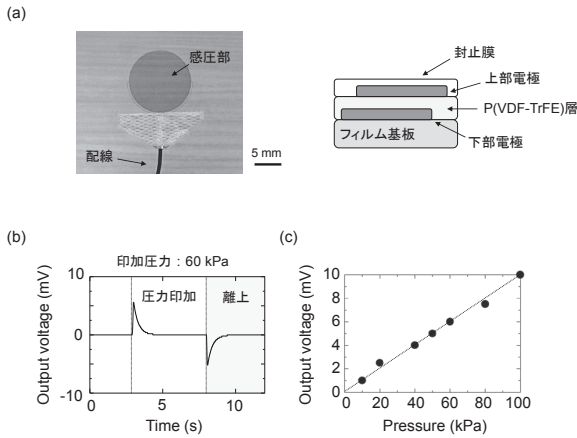 (a)
感圧部
配線
5 mm
封止膜
上部電極
P(VDF-TrFE)層
フィルム基板
下部電極
(b)
印加圧力：60 kPa
圧力印加
離上
Output voltage (mV)
10
0
-10
0
5
10
Time (s)
(c)
Output voltage (mV)
10
8
6
4
2
0
0
20
40
60
80
100
Pressure (kPa)